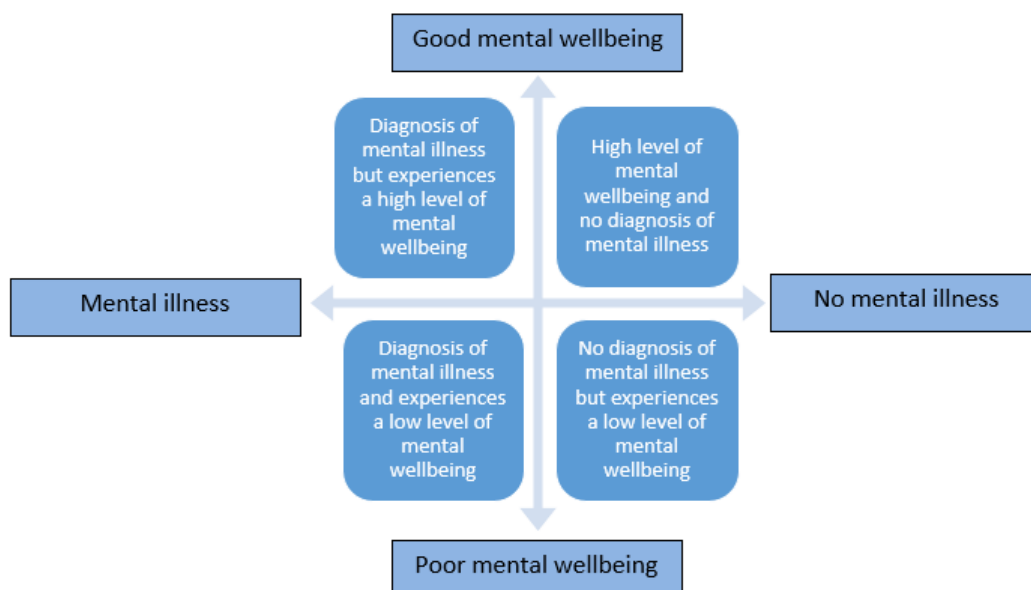 Good mental wellbeing
Diagnosis of
mental illness
but experiences
a high level of
mental
wellbeing
High level of
mental
wellbeing and
no diagnosis of
mental illness
Mental illness
No mental illness
Diagnosis of
mental illness
and experiences
a low level of
mental
wellbeing
No diagnosis of
mental illness
but experiences
a low level of
mental
wellbeing
Poor mental wellbeing